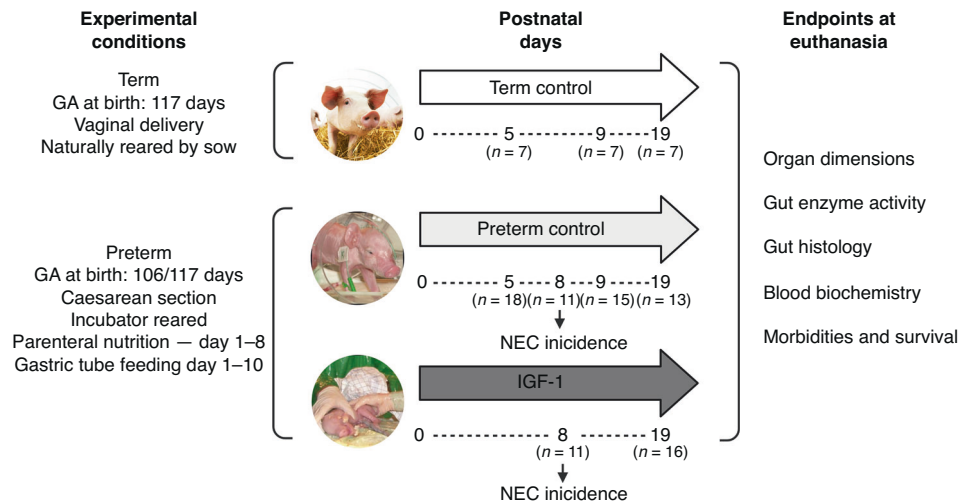 Experimental
conditions
Postnatal
days
Endpoints at
euthanasia
Term
GA at birth: 117 days
Vaginal delivery
Naturally reared by sow
Term control
0 ---------- 5 ---------- 9 ------ 19
(n = 7) (n = 7) (n = 7)
Preterm
GA at birth: 106/117 days
Caesarean section
Incubator reared
Parenteral nutrition — day 1–8
Gastric tube feeding day 1–10
Preterm control
0 ---------- 5 ----- 8 ---- 9 ------ 19
(n = 18)(n = 11)(n = 15)(n = 13)
NEC inicidence
IGF-1
0 ---------------- 8 ---------- 19
(n = 11) (n = 16)
NEC inicidence
Organ dimensions
Gut enzyme activity
Gut histology
Blood biochemistry
Morbidities and survival